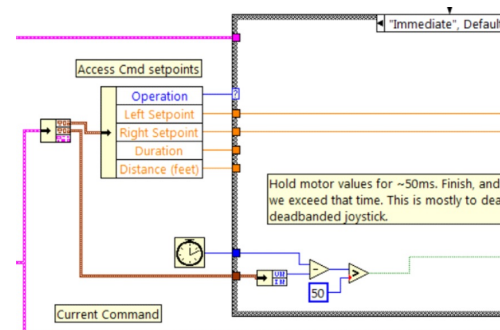 "Immediate", Defaul
Access Cmd setpoints
Operation
Left Setpoint
Right Setpoint
Duration
Distance (feet)
Hold motor values for ~50ms. Finish, and
we exceed that time. This is mostly to dea
deadbanded joystick.
50
Current Command